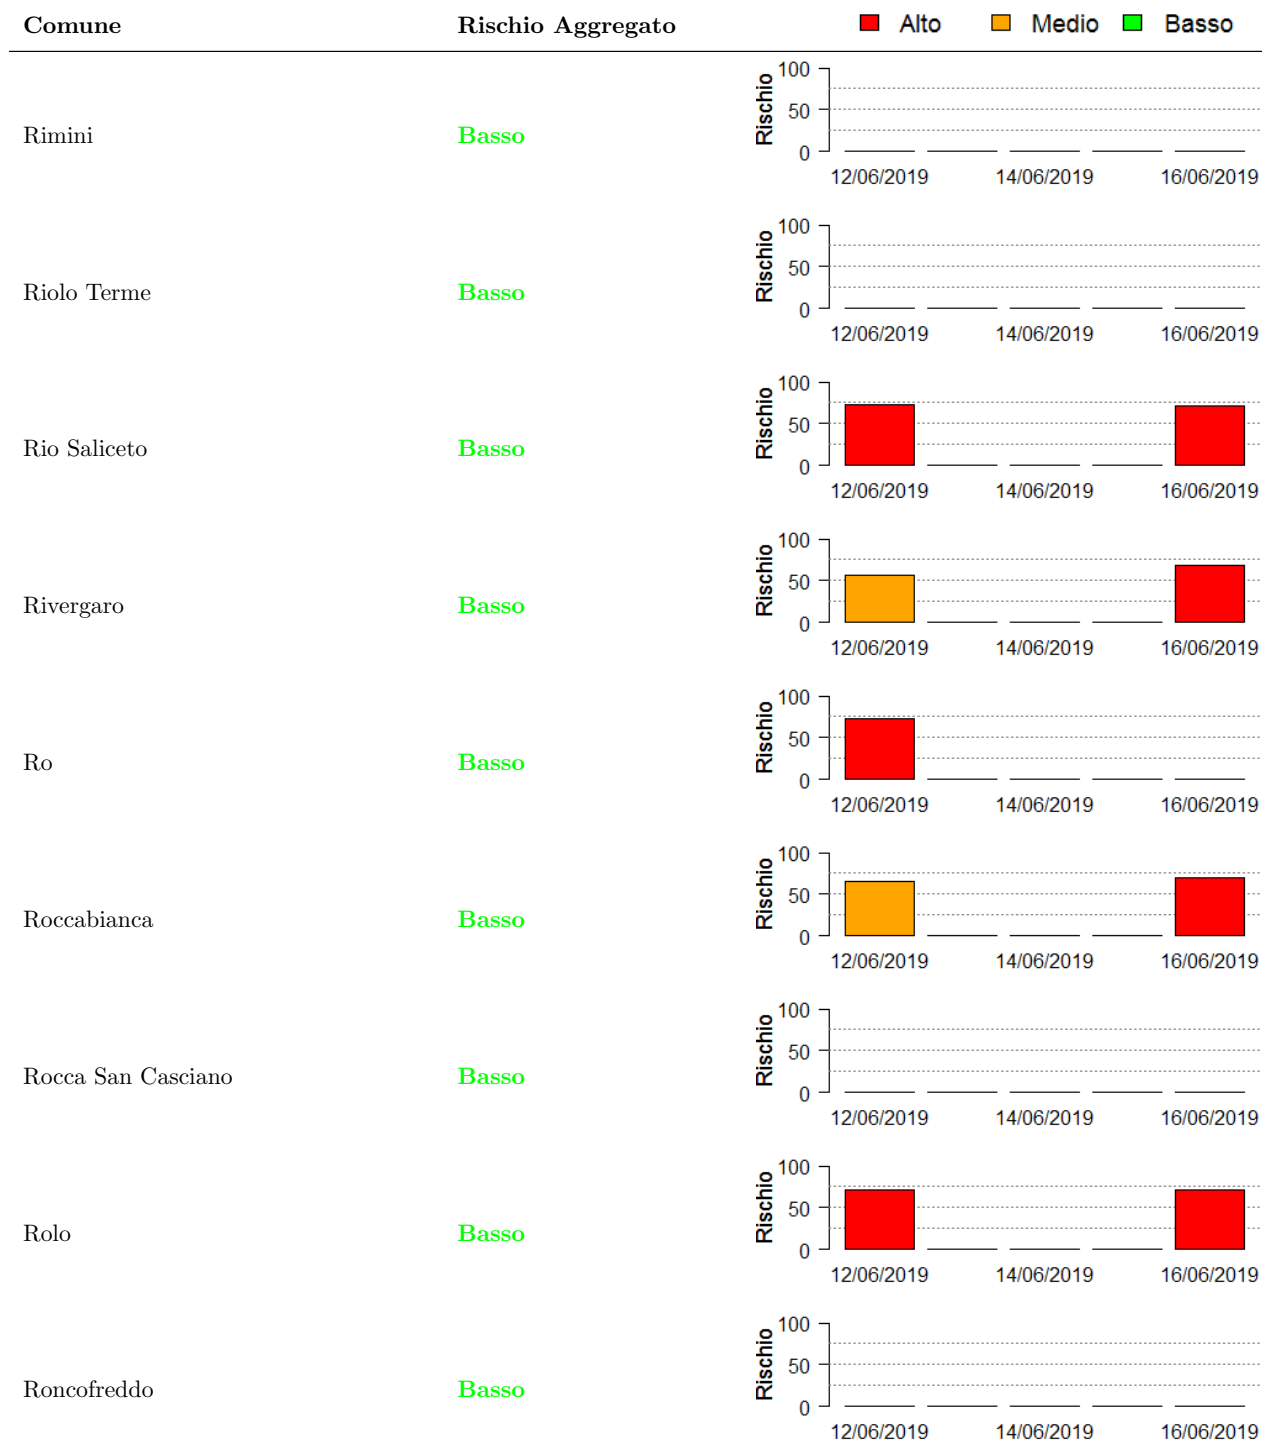 Comune Rischio Aggregato Alto Medio Basso
100
Rischio
50
Rimini Basso
0
12/06/2019 14/06/2019 16/06/2019
100
Rischio
50
Riolo Terme Basso
0
12/06/2019 14/06/2019 16/06/2019
100
Rischio
50
Rio Saliceto Basso
0
12/06/2019 14/06/2019 16/06/2019
100
Rischio
50
Rivergaro Basso
0
12/06/2019 14/06/2019 16/06/2019
100
Rischio
50
Ro Basso
0
12/06/2019 14/06/2019 16/06/2019
100
Rischio
50
Roccabianca Basso
0
12/06/2019 14/06/2019 16/06/2019
100
Rischio
50
Rocca San Casciano Basso
0
12/06/2019 14/06/2019 16/06/2019
100
Rischio
50
Rolo Basso
0
12/06/2019 14/06/2019 16/06/2019
100
Rischio
50
Roncofreddo Basso
0
12/06/2019 14/06/2019 16/06/2019